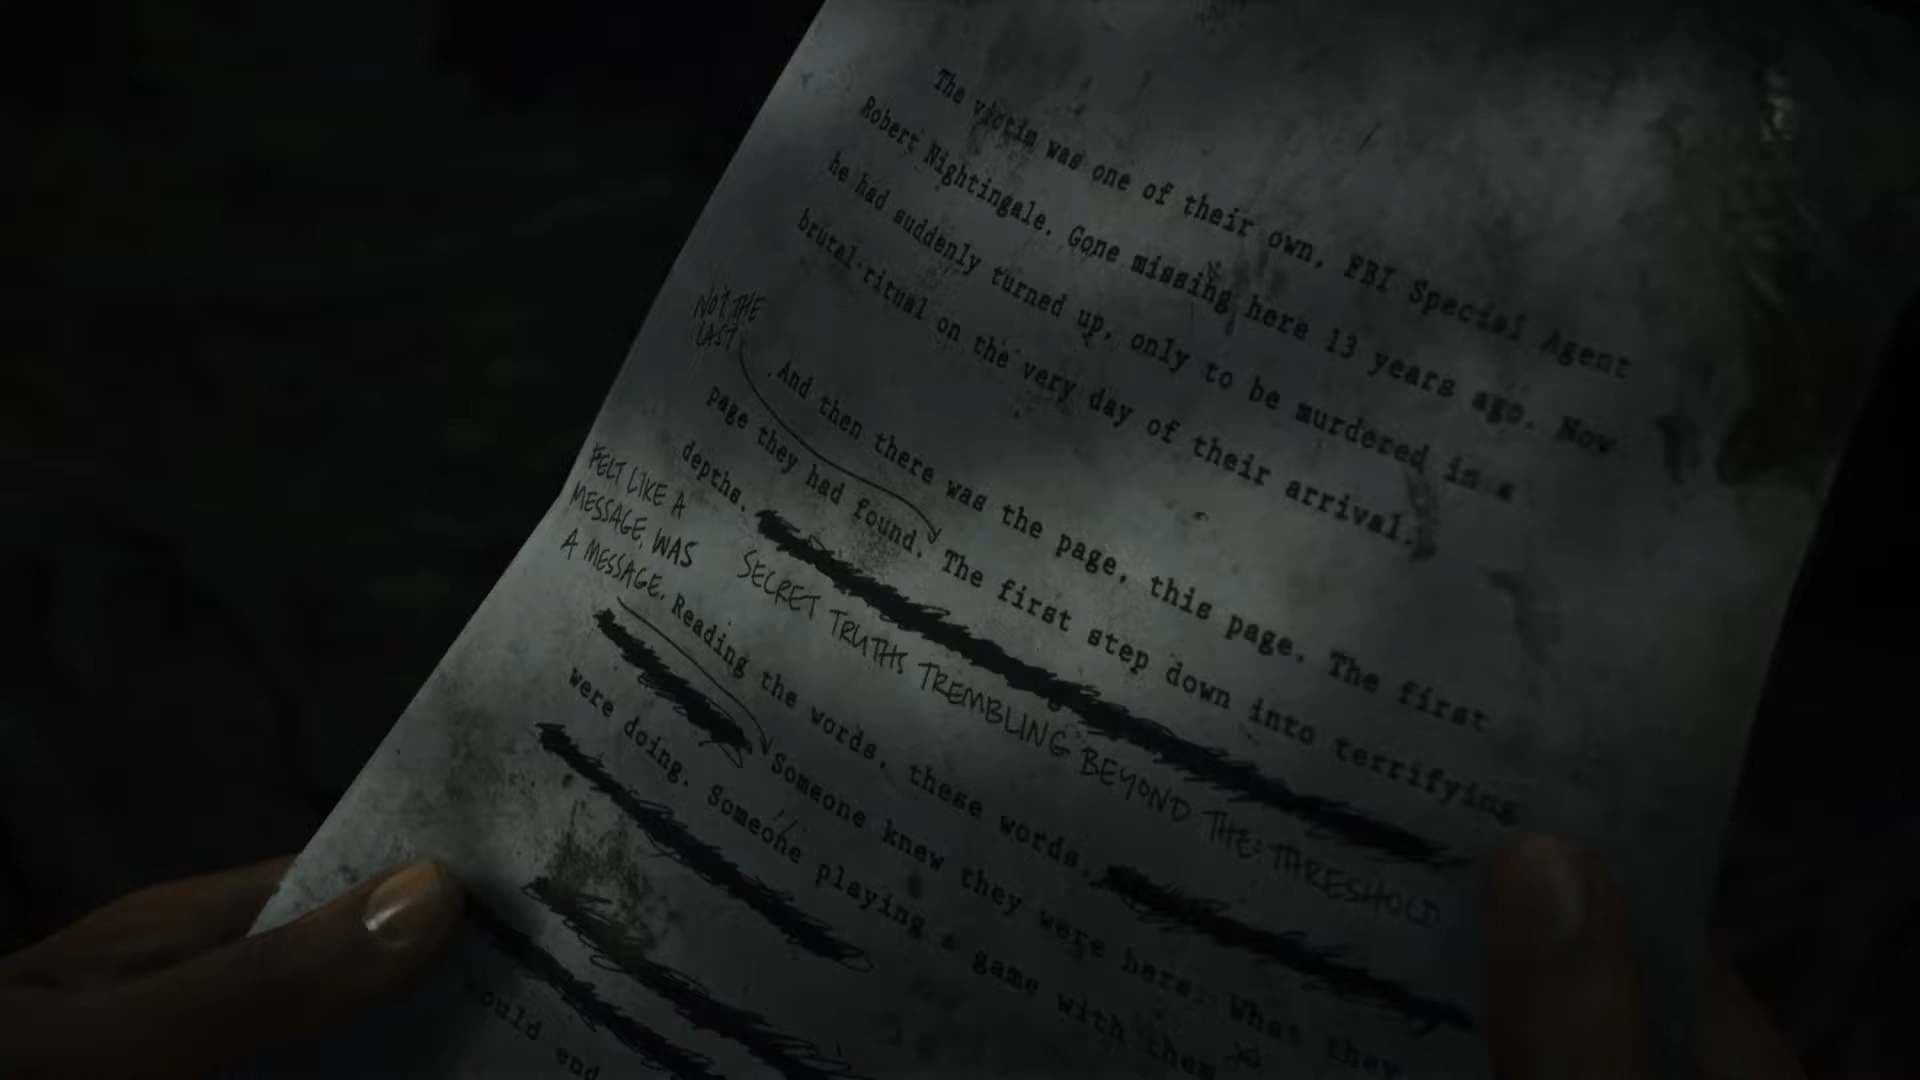 The victim was one of their own, FBI Special Agent
Robert Nightingale. Gone missing here 13 years ago. Now
he had suddenly turned up, only to be murdered in a
brutal ritual on the very day of their arrival.
NOT THE
LAST
And then there was the page, this page. The first
page they had found. The first step down into terrifying
depths.
SECRET TRUTHS TREMBLING BEYOND THE THRESHOLD
FELT LIKE A
MESSAGE, WAS
A MESSAGE.
Reading the words, these words.
Someone knew they were here. What they
were doing. Someone playing a game with them
would end